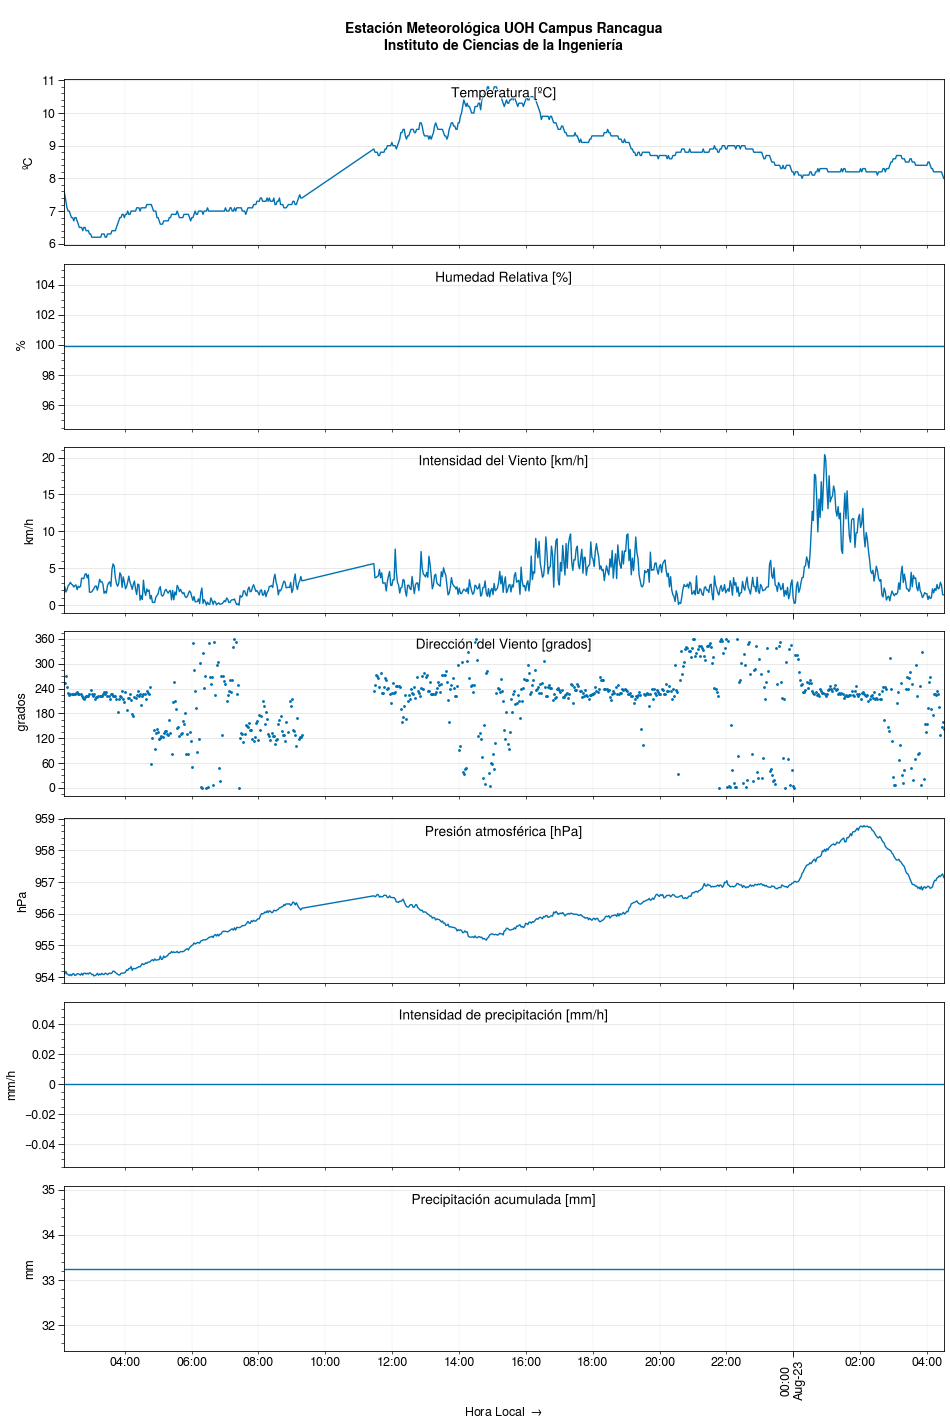 Estación Meteorológica UOH Campus Rancagua
Instituto de Ciencias de la Ingeniería
Temperatura [ºC]
ºC
11
10
9
8
7
6
Humedad Relativa [%]
%
104
102
100
98
96
Intensidad del Viento [km/h]
km/h
20
15
10
5
0
Dirección del Viento [grados]
grados
360
300
240
180
120
60
0
Presión atmosférica [hPa]
hPa
959
958
957
956
955
954
Intensidad de precipitación [mm/h]
mm/h
0.04
0.02
0
−0.02
−0.04
Precipitación acumulada [mm]
mm
35
34
33
32
04:00 06:00 08:00 10:00 12:00 14:00 16:00 18:00 20:00 22:00 00:00 02:00 04:00
Aug-23
Hora Local →